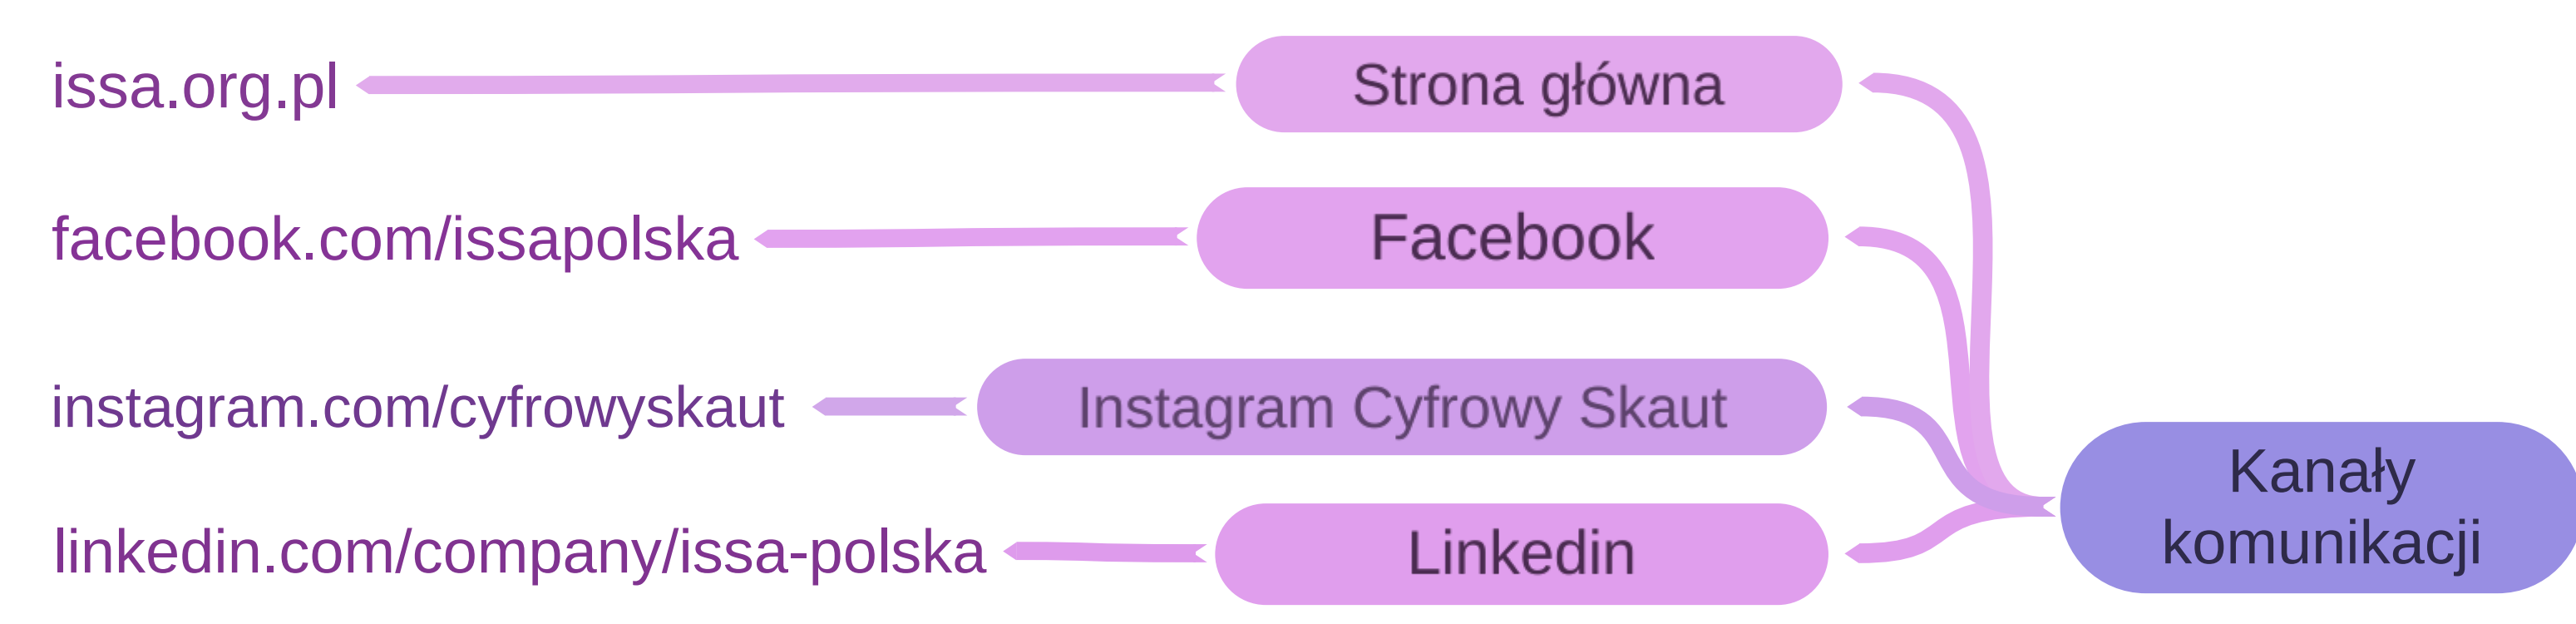 issa.org.pl
Strona główna
facebook.com/issapolska
Facebook
instagram.com/cyfrowyskaut
Instagram Cyfrowy Skaut
linkedin.com/company/issa-polska
Linkedin
Kanały
komunikacji